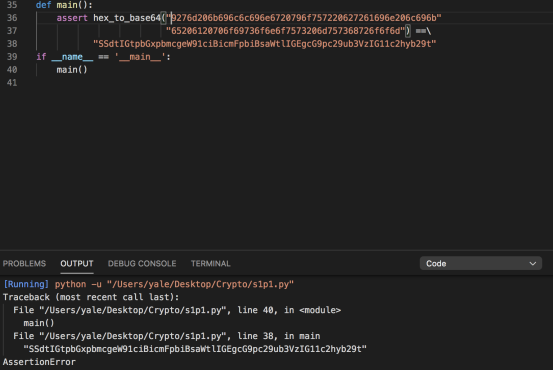 35 def main():
36 assert hex_to_base64("9276d206b696c6c696e6720796f757220627261696e206c696b"
37 "65206120706f69736f6e6f7573206d757368726f6f6d") ==\
38 "SSdtIGtpbGxpbmcgeW91ciBicmFpbiBsaWtlIGEgcG9pc29ub3VzIG11c2hyb29t"
39 if __name__ == '__main__':
40 main()
41
PROBLEMS OUTPUT DEBUG CONSOLE TERMINAL Code
[Running] python -u "/Users/yale/Desktop/Crypto/s1p1.py"
Traceback (most recent call last):
File "/Users/yale/Desktop/Crypto/s1p1.py", line 40, in <module>
main()
File "/Users/yale/Desktop/Crypto/s1p1.py", line 38, in main
"SSdtIGtpbGxpbmcgeW91ciBicmFpbiBsaWtlIGEgcG9pc29ub3VzIG11c2hyb29t"
AssertionError